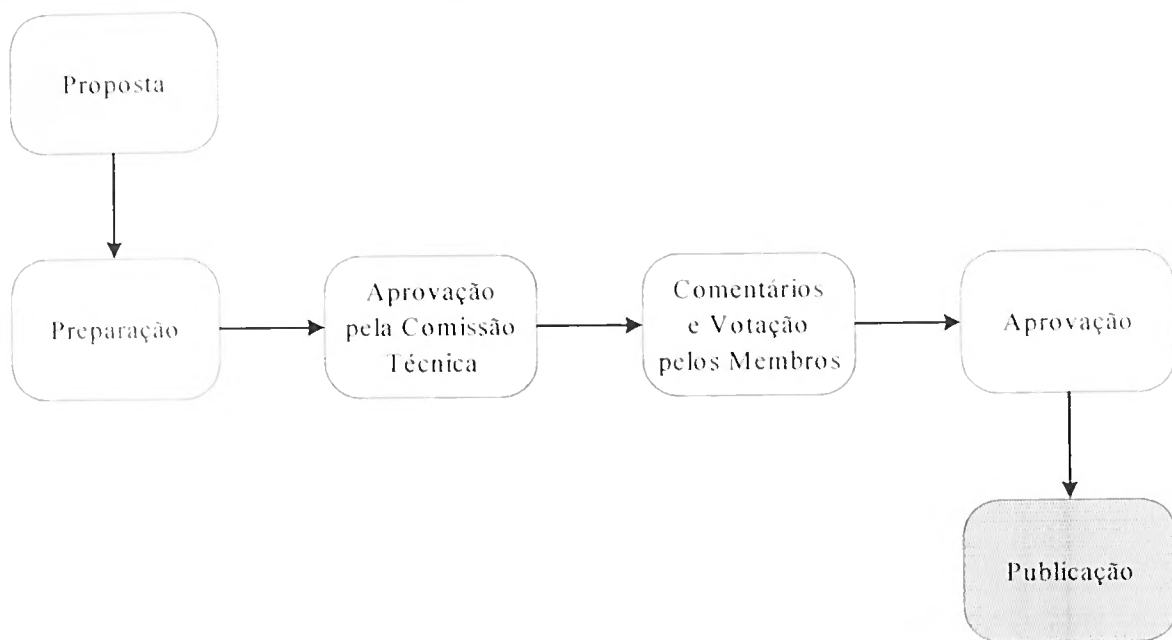 Proposta
Preparação
Aprovação
pela Comissão
Técnica
Comentários
e Votação
pelos Membros
Aprovação
Publicação